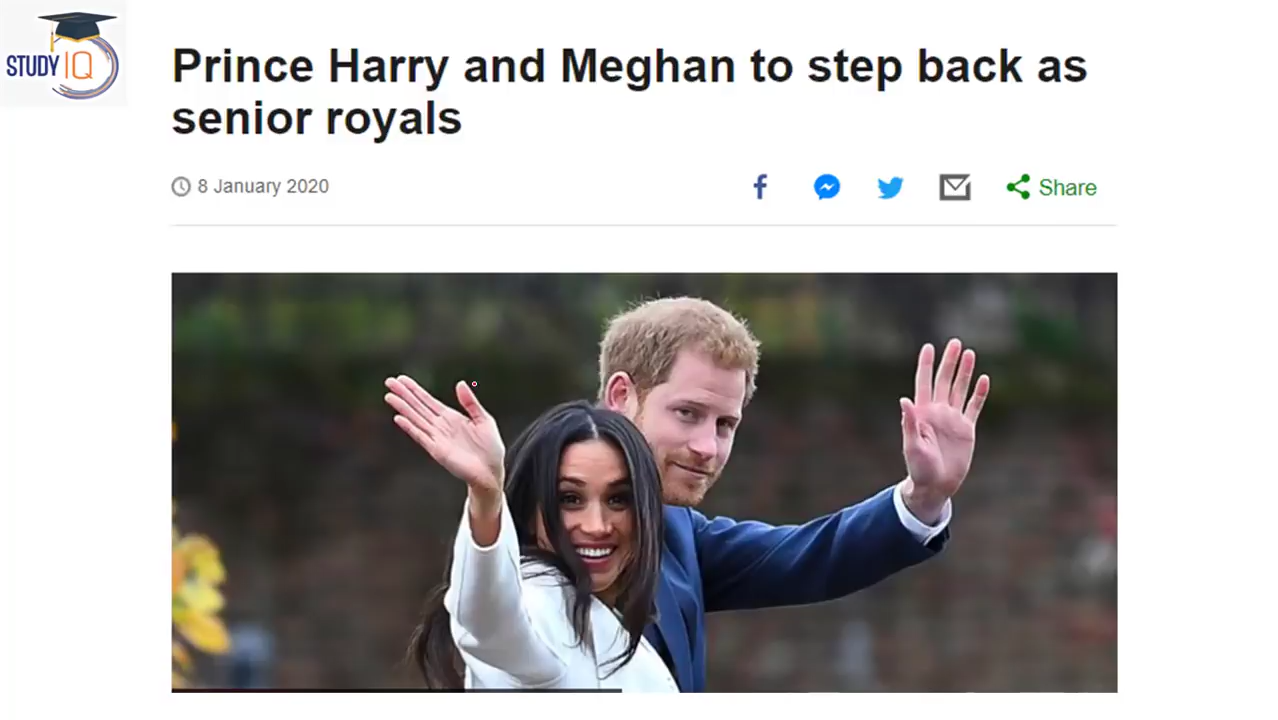 STUDY IQ
Prince Harry and Meghan to step back as
senior royals
8 January 2020
Share